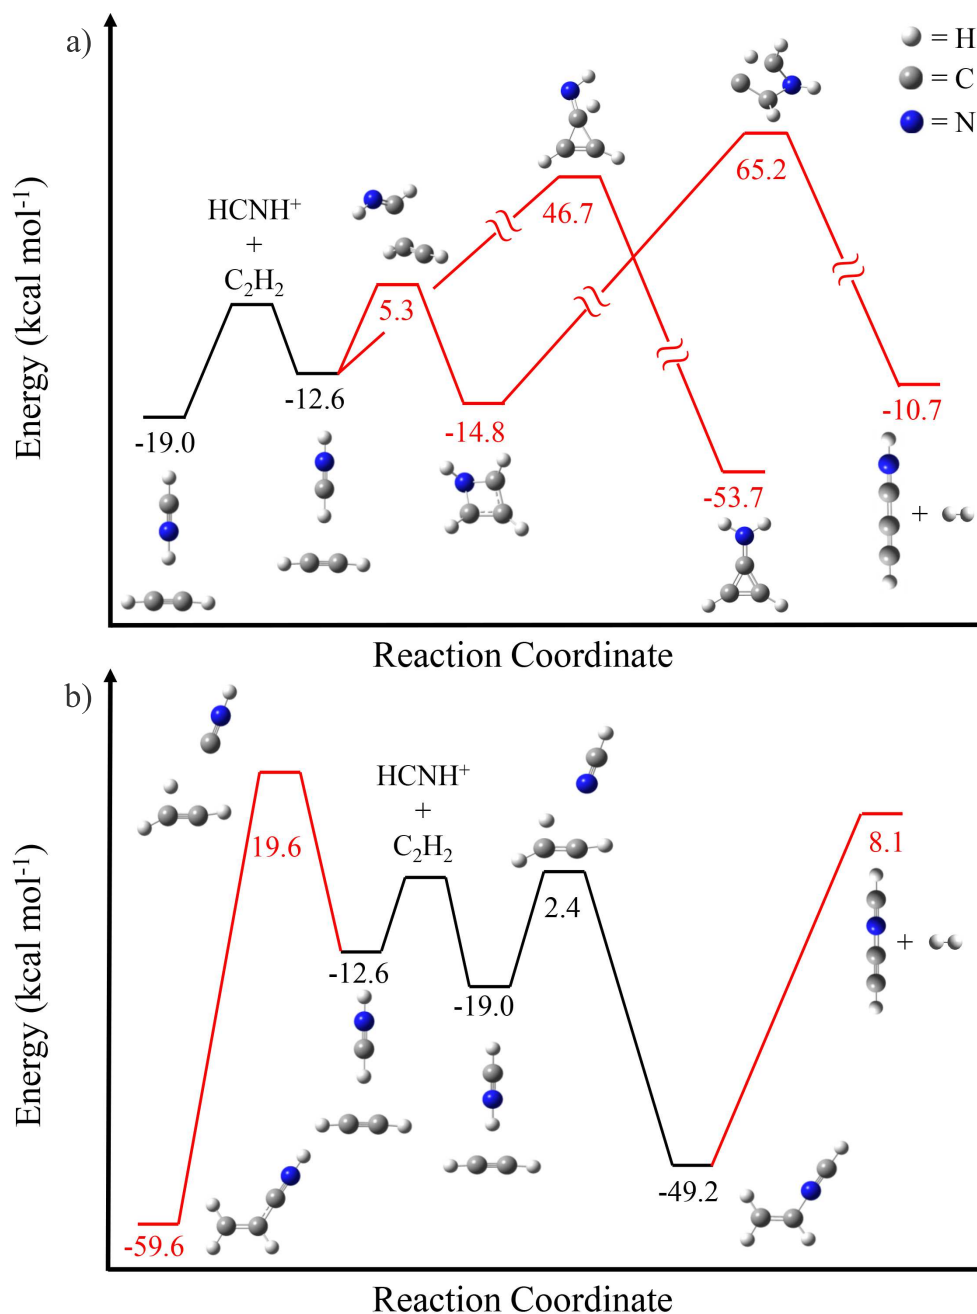 a)
= H
= C
= N
HCNH⁺
+
C₂H₂
65.2
46.7
5.3
-12.6
-19.0
-14.8
-10.7
-53.7
+
Energy (kcal mol⁻¹)
Reaction Coordinate
b)
HCNH⁺
+
C₂H₂
19.6
2.4
8.1
+
-12.6
-19.0
-49.2
-59.6
Energy (kcal mol⁻¹)
Reaction Coordinate